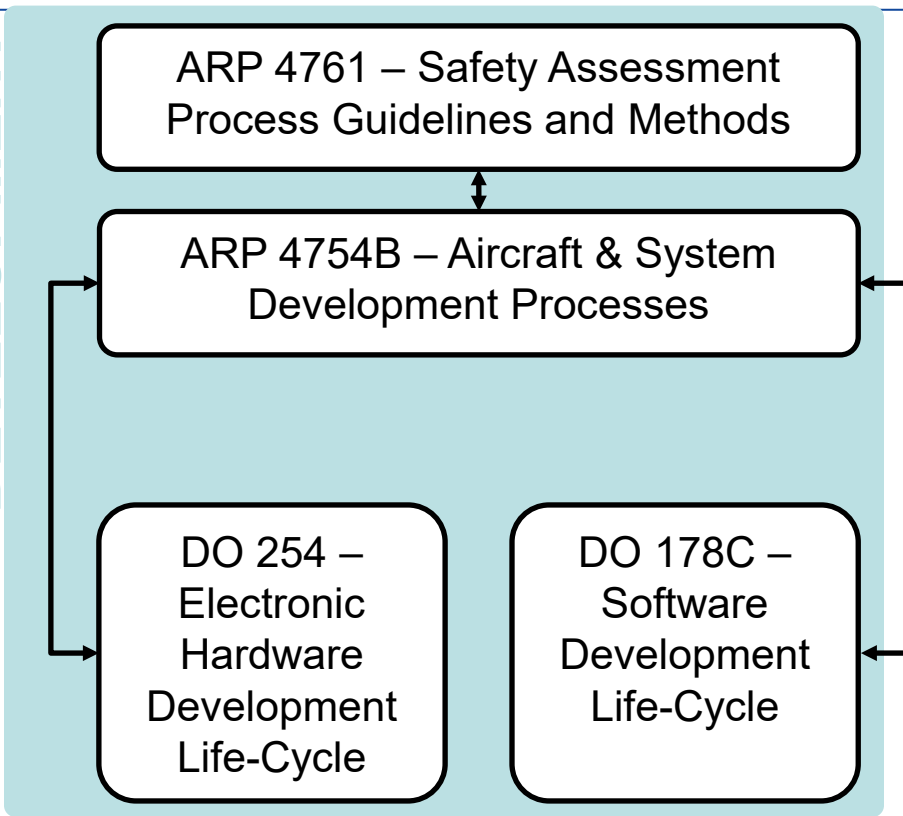 ARP 4761 – Safety Assessment
Process Guidelines and Methods
ARP 4754B – Aircraft & System
Development Processes
DO 254 –
Electronic
Hardware
Development
Life-Cycle
DO 178C –
Software
Development
Life-Cycle